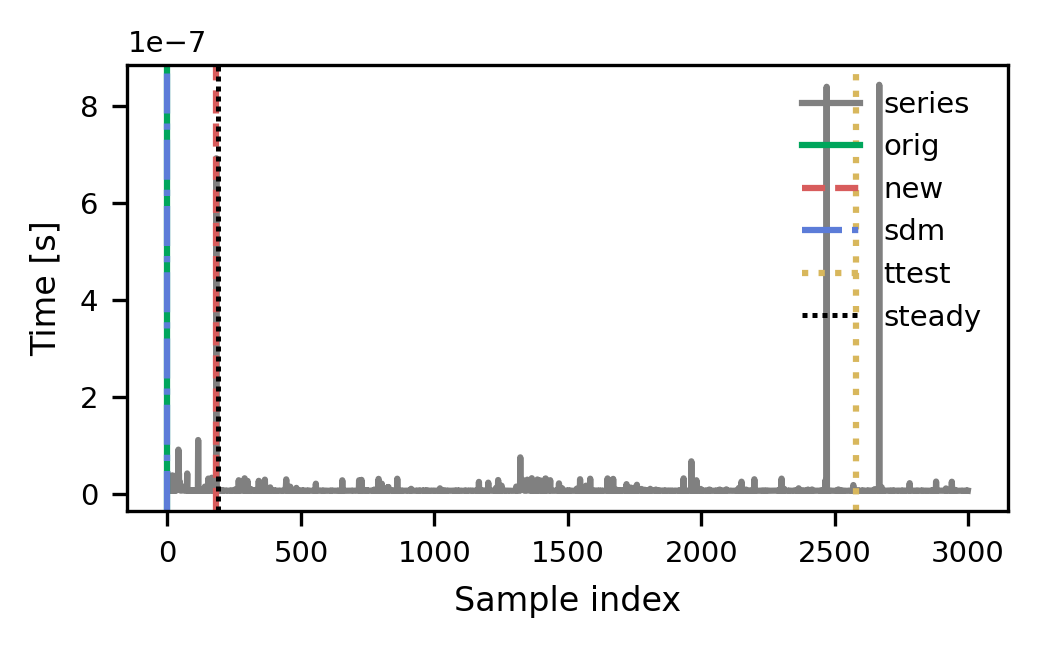 1e−7
8
6
4
2
0
Time [s]
series
orig
new
sdm
ttest
steady
0 500 1000 1500 2000 2500 3000
Sample index